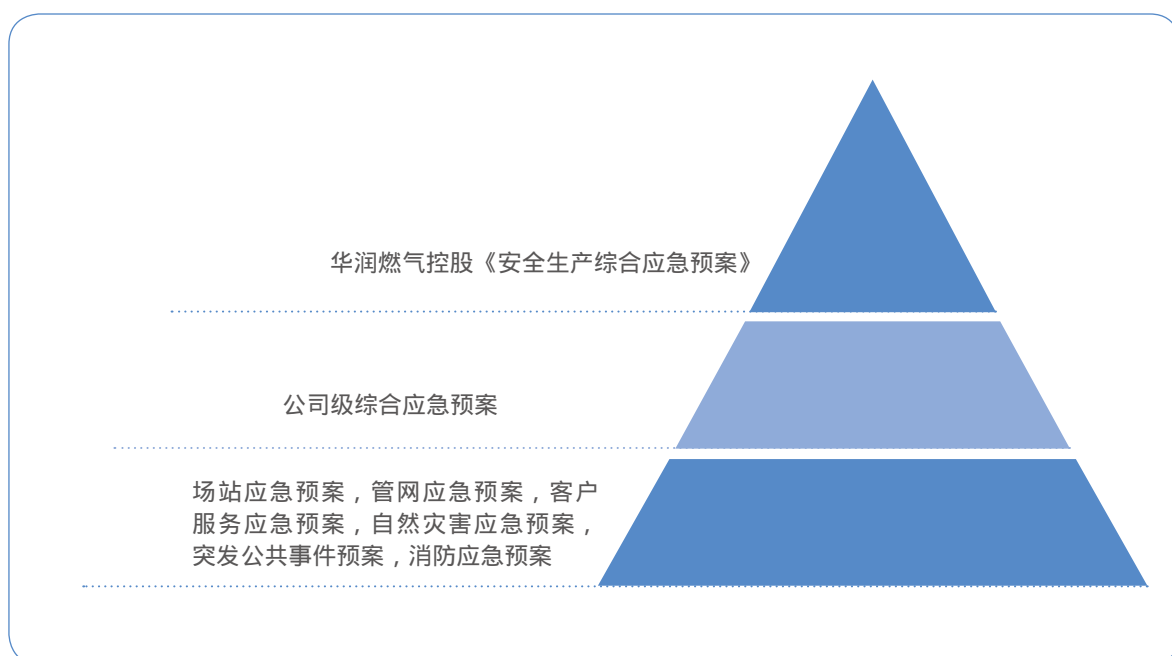 华润燃气控股《安全生产综合应急预案》
公司级综合应急预案
场站应急预案，管网应急预案，客户
服务应急预案，自然灾害应急预案，
突发公共事件预案，消防应急预案